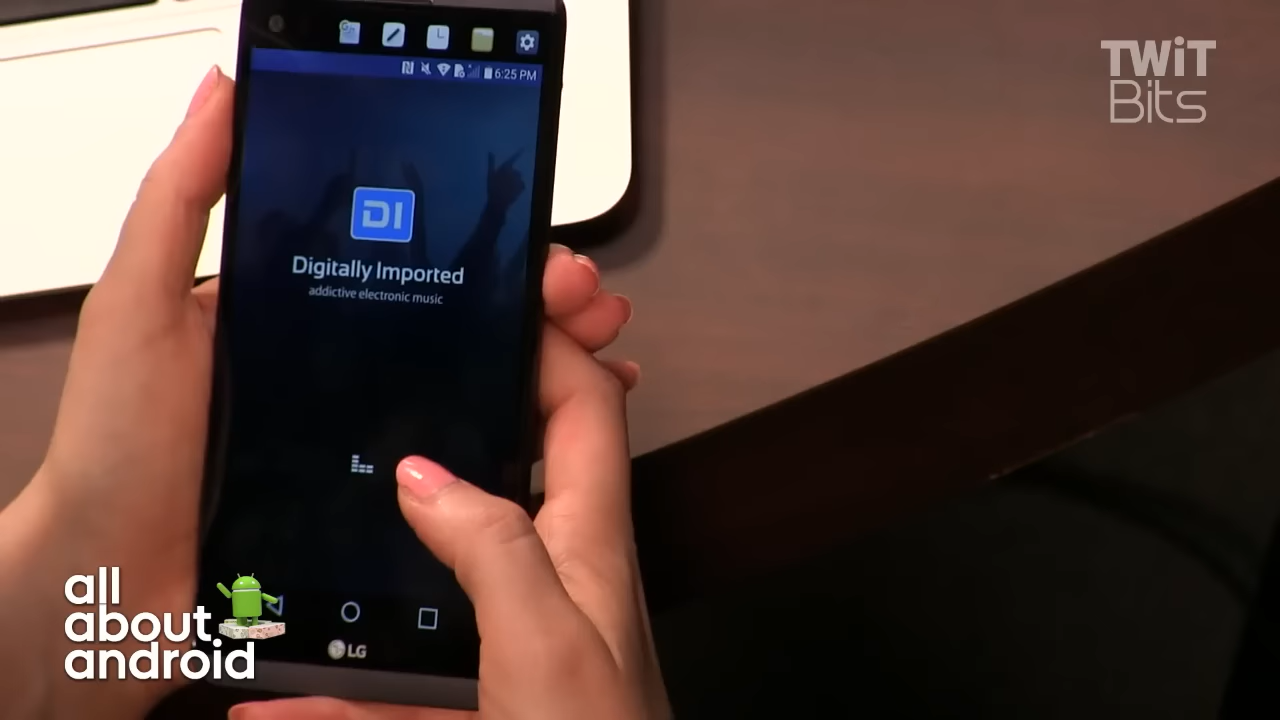 TWiT
Bits
6:25 PM
DI
Digitally Imported
addictive electronic music
LG
all
about
android